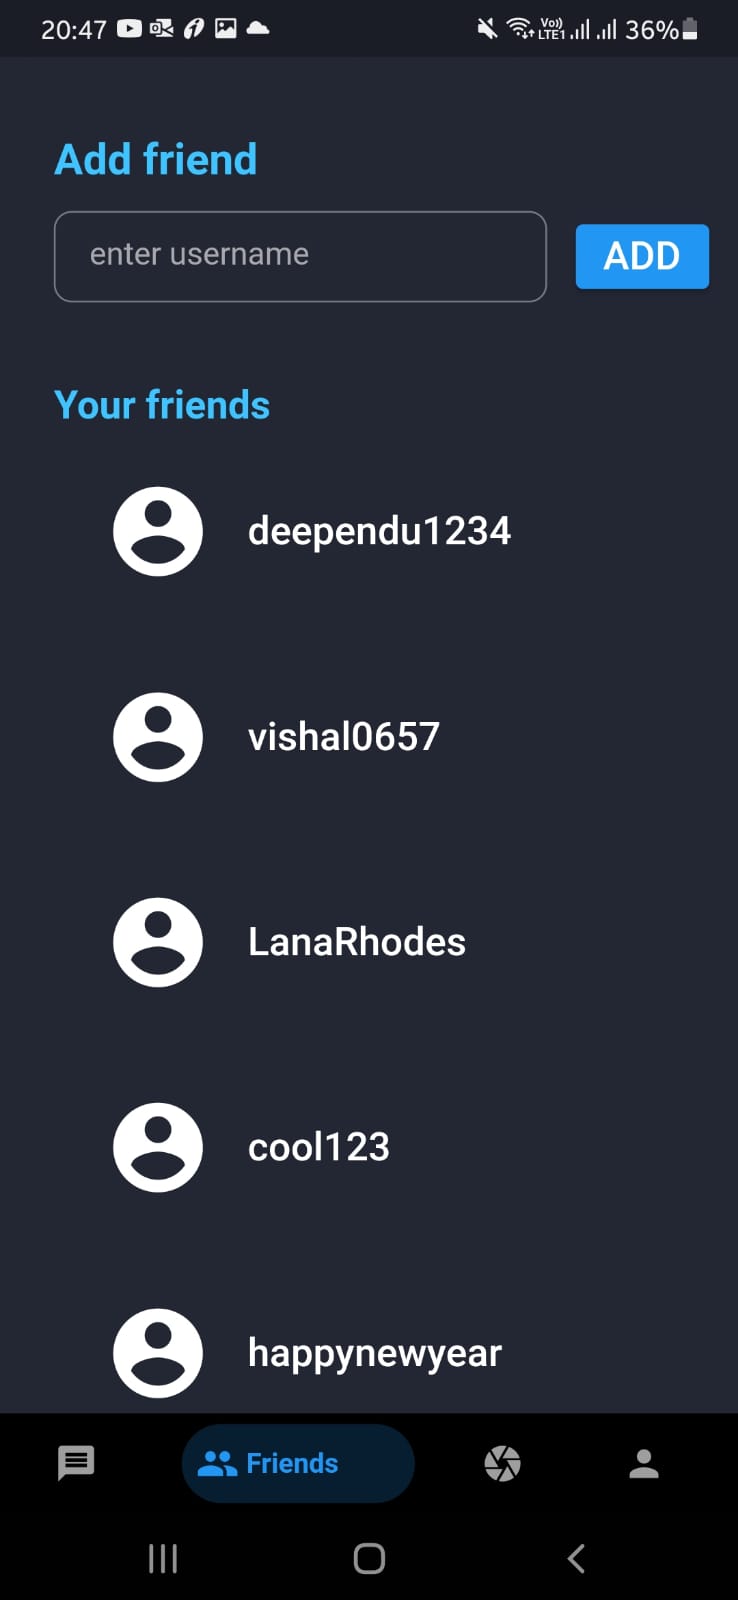 20:47 Vo)) LTE1 36%
Add friend
enter username
ADD
Your friends
deependu1234
vishal0657
LanaRhodes
cool123
happynewyear
Friends